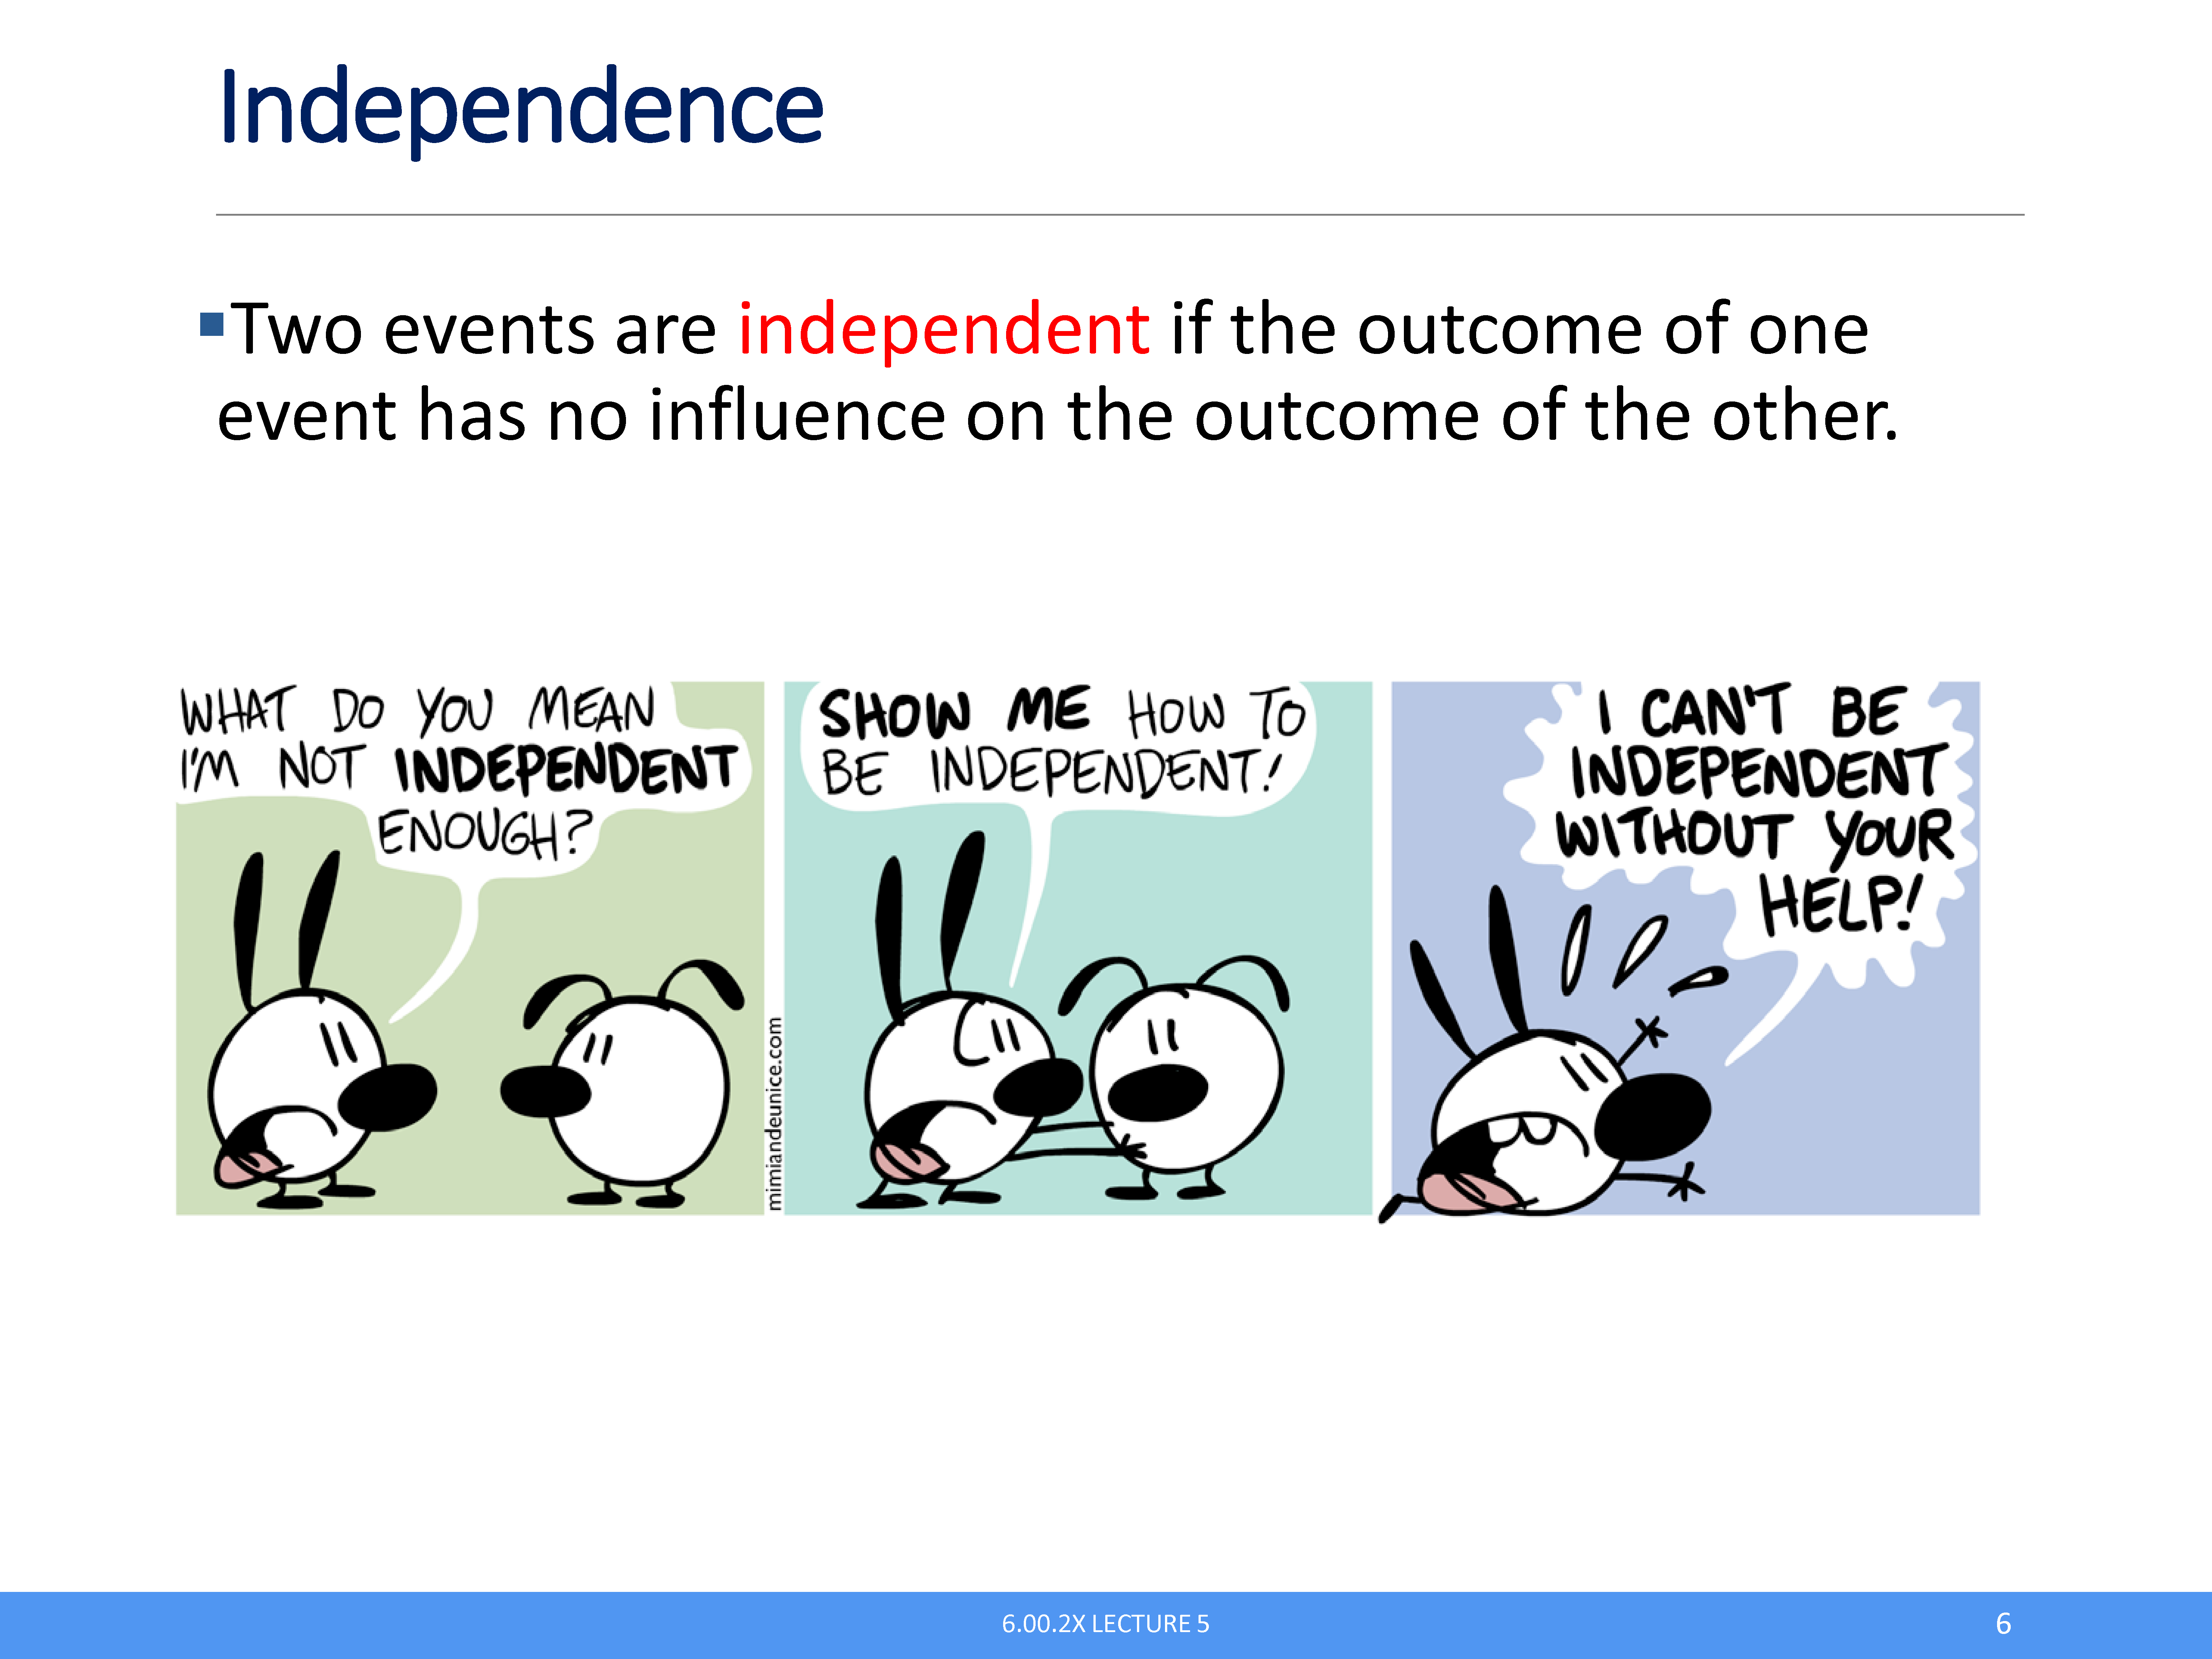 Independence
▪Two events are independent if the outcome of one
event has no influence on the outcome of the other.
WHAT DO YOU MEAN
I'M NOT INDEPENDENT
ENOUGH?
mimiandeunice.com
SHOW ME HOW TO
BE INDEPENDENT!
I CAN'T BE
INDEPENDENT
WITHOUT YOUR
HELP!
6.00.2X LECTURE 5
6